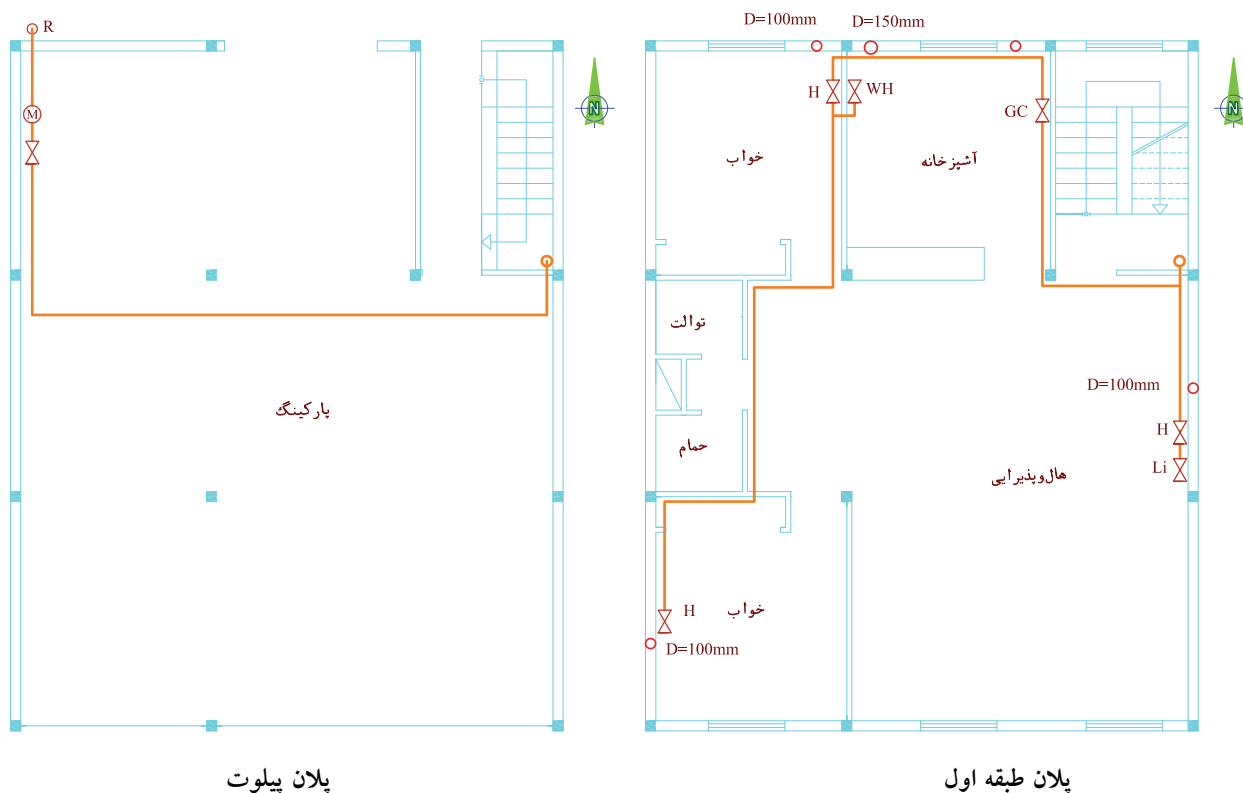 R
M
N
پارکینگ
پلان پیلوت
D=100mm
D=150mm
H
WH
GC
N
خواب
آشپزخانه
توالت
D=100mm
حمام
H
Li
هال‌و‌پذیرایی
H
خواب
D=100mm
پلان طبقه اول